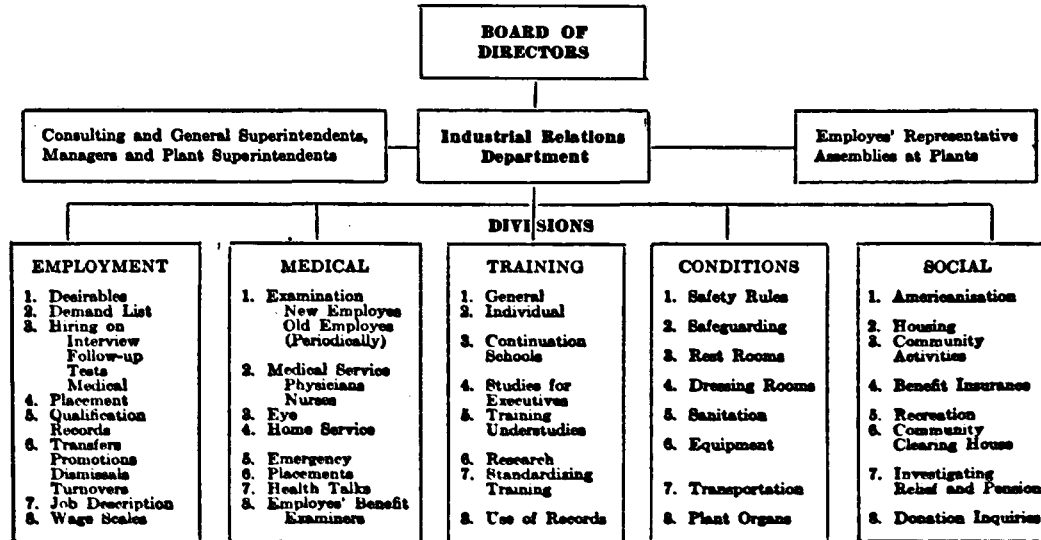 BOARD OF
DIRECTORS
Consulting and General Superintendents,
Managers and Plant Superintendents
Industrial Relations
Department
Employes' Representative
Assemblies at Plants
DIVISIONS
EMPLOYMENT
1. Desirables
2. Demand List
3. Hiring on
Interview
Follow-up
Tests
Medical
4. Placement
5. Qualification
Records
6. Transfers
Promotions
Dismissals
Turnovers
7. Job Description
8. Wage Scales
MEDICAL
1. Examination
New Employe
Old Employe
(Periodically)
2. Medical Service
Physicians
Nurses
3. Eye
4. Home Service
5. Emergency
6. Placements
7. Health Talks
8. Employes' Benefit
Examiners
TRAINING
1. General
2. Individual
3. Continuation
Schools
4. Studies for
Executives
5. Training
Understudies
6. Research
7. Standardizing
Training
8. Use of Records
CONDITIONS
1. Safety Rules
2. Safeguarding
3. Rest Rooms
4. Dressing Rooms
5. Sanitation
6. Equipment
7. Transportation
8. Plant Organs
SOCIAL
1. Americanisation
2. Housing
3. Community
Activities
4. Benefit Insurance
5. Recreation
6. Community
Clearing House
7. Investigating
Relief and Pension
8. Donation Inquiries